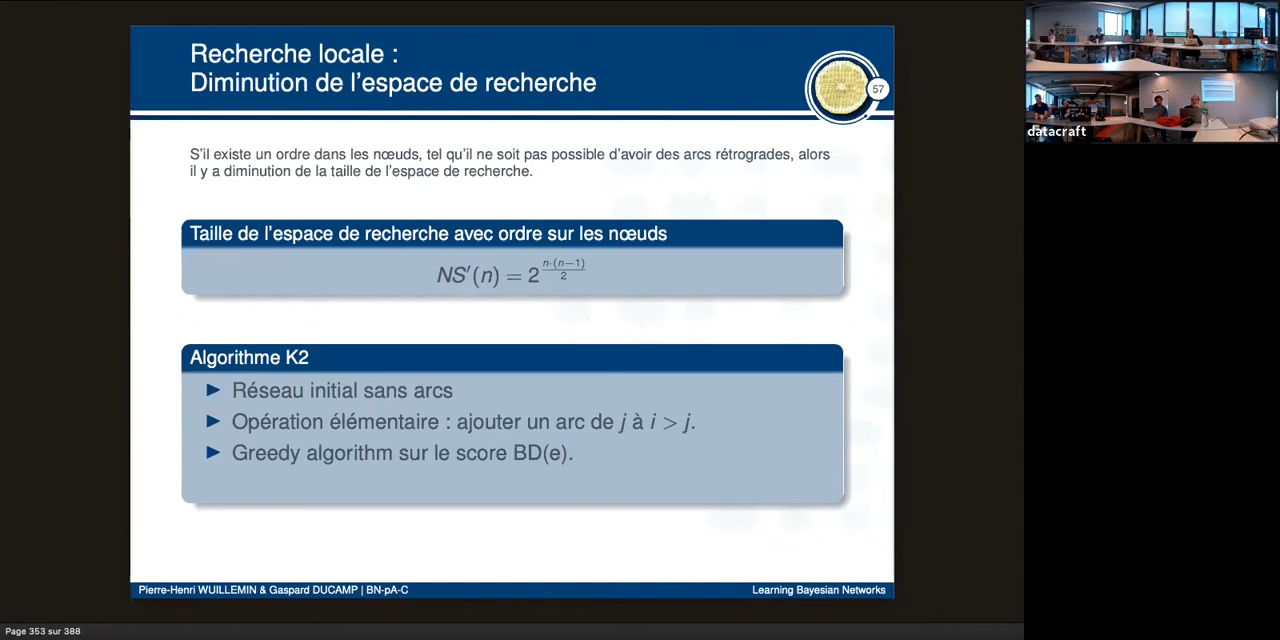 Recherche locale :
Diminution de l'espace de recherche
57
S'il existe un ordre dans les nœuds, tel qu'il ne soit pas possible d'avoir des arcs rétrogrades, alors
il y a diminution de la taille de l'espace de recherche.
Taille de l'espace de recherche avec ordre sur les nœuds
NS′(n) = 2^(n·(n−1)/2)
Algorithme K2
► Réseau initial sans arcs
► Opération élémentaire : ajouter un arc de j à i > j.
► Greedy algorithm sur le score BD(e).
Pierre-Henri WUILLEMIN & Gaspard DUCAMP | BN-pA-C
Learning Bayesian Networks
Page 353 sur 388
datacraft